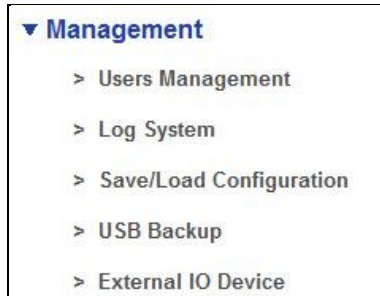 ▼ Management
> Users Management
> Log System
> Save/Load Configuration
> USB Backup
> External IO Device